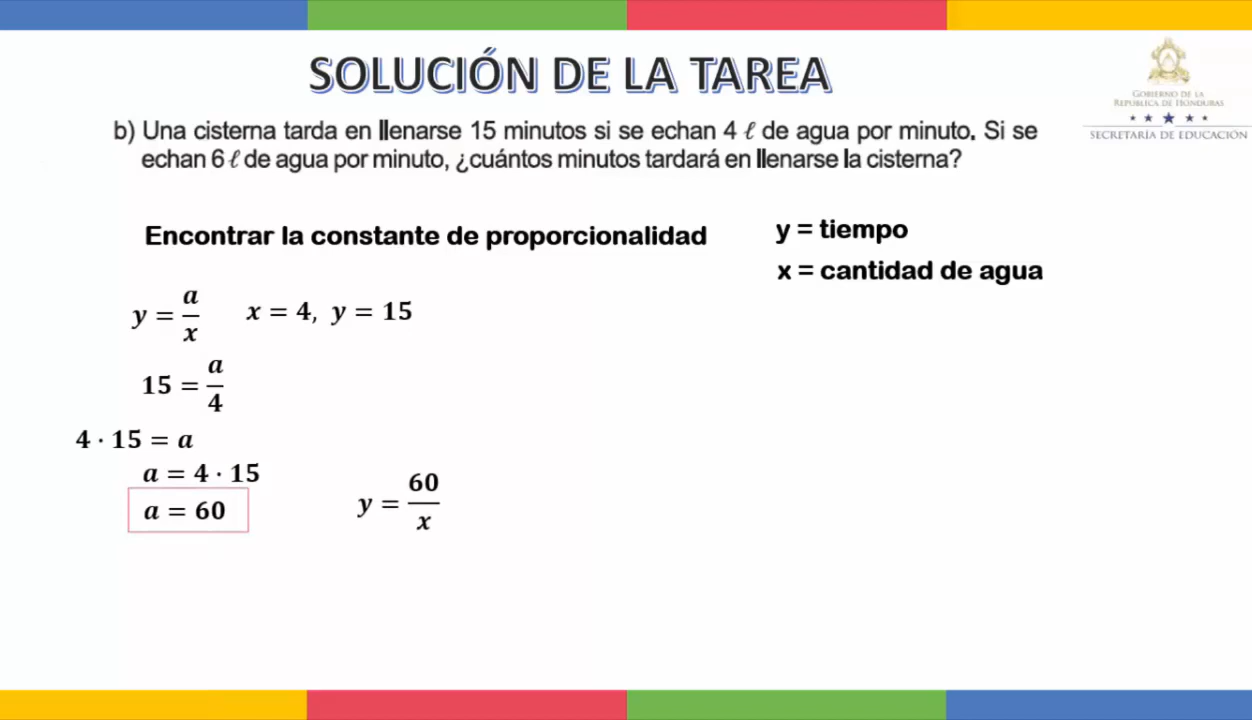 SOLUCIÓN DE LA TAREA
GOBIERNO DE LA
REPÚBLICA DE HONDURAS
SECRETARÍA DE EDUCACIÓN
b) Una cisterna tarda en llenarse 15 minutos si se echan 4 ℓ de agua por minuto. Si se
echan 6 ℓ de agua por minuto, ¿cuántos minutos tardará en llenarse la cisterna?
Encontrar la constante de proporcionalidad
y = tiempo
x = cantidad de agua
y = a/x   x = 4, y = 15
15 = a/4
4 · 15 = a
a = 4 · 15
a = 60
y = 60/x